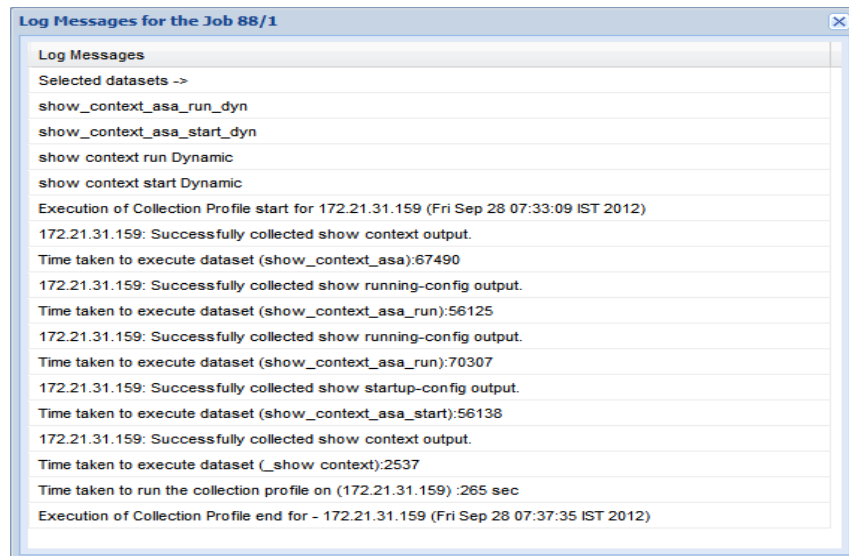 Log Messages for the Job 88/1
Log Messages
Selected datasets ->
show_context_asa_run_dyn
show_context_asa_start_dyn
show context run Dynamic
show context start Dynamic
Execution of Collection Profile start for 172.21.31.159 (Fri Sep 28 07:33:09 IST 2012)
172.21.31.159: Successfully collected show context output.
Time taken to execute dataset (show_context_asa):67490
172.21.31.159: Successfully collected show running-config output.
Time taken to execute dataset (show_context_asa_run):56125
172.21.31.159: Successfully collected show running-config output.
Time taken to execute dataset (show_context_asa_run):70307
172.21.31.159: Successfully collected show startup-config output.
Time taken to execute dataset (show_context_asa_start):56138
172.21.31.159: Successfully collected show context output.
Time taken to execute dataset (_show context):2537
Time taken to run the collection profile on (172.21.31.159) :265 sec
Execution of Collection Profile end for - 172.21.31.159 (Fri Sep 28 07:37:35 IST 2012)